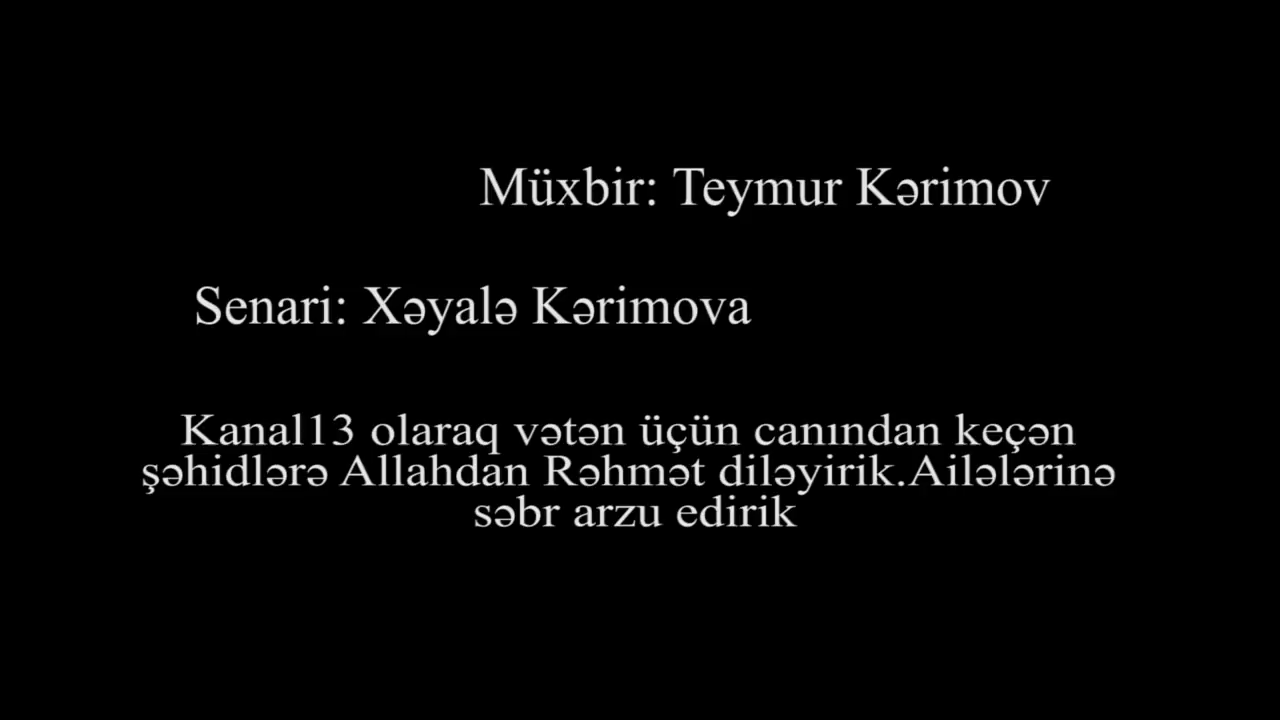 Müxbir: Teymur Kərimov
Senari: Xəyalə Kərimova
Kanal13 olaraq vətən üçün canından keçən
şəhidlərə Allahdan Rəhmət diləyirik.Ailələrinə
səbr arzu edirik